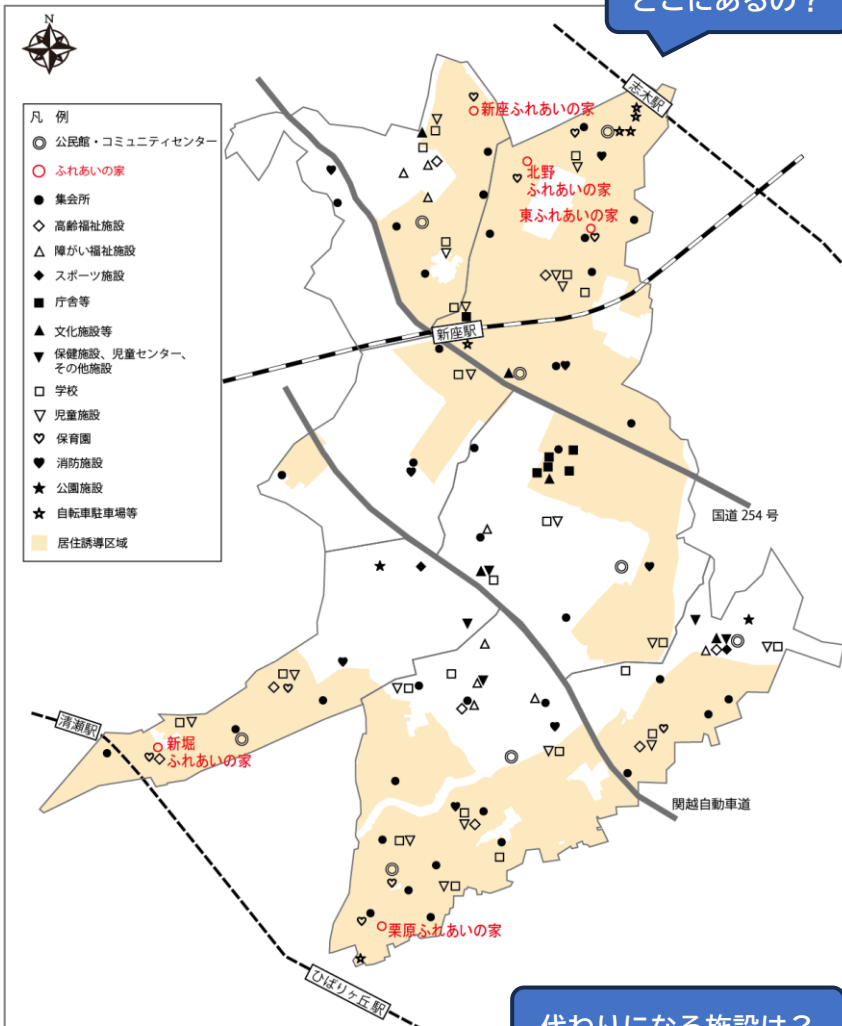 どこにあるの？
N
凡 例
公民館・コミュニティセンター
ふれあいの家
集会所
高齢福祉施設
障がい福祉施設
スポーツ施設
庁舎等
文化施設等
保健施設、児童センター、
その他施設
学校
児童施設
保育園
消防施設
公園施設
自転車駐車場等
居住誘導区域
志木駅
新座ふれあいの家
北野
ふれあいの家
東ふれあいの家
新座駅
国道 254 号
清瀬駅
新堀
ふれあいの家
関越自動車道
栗原ふれあいの家
ひばりヶ丘駅
代わりになる施設は？